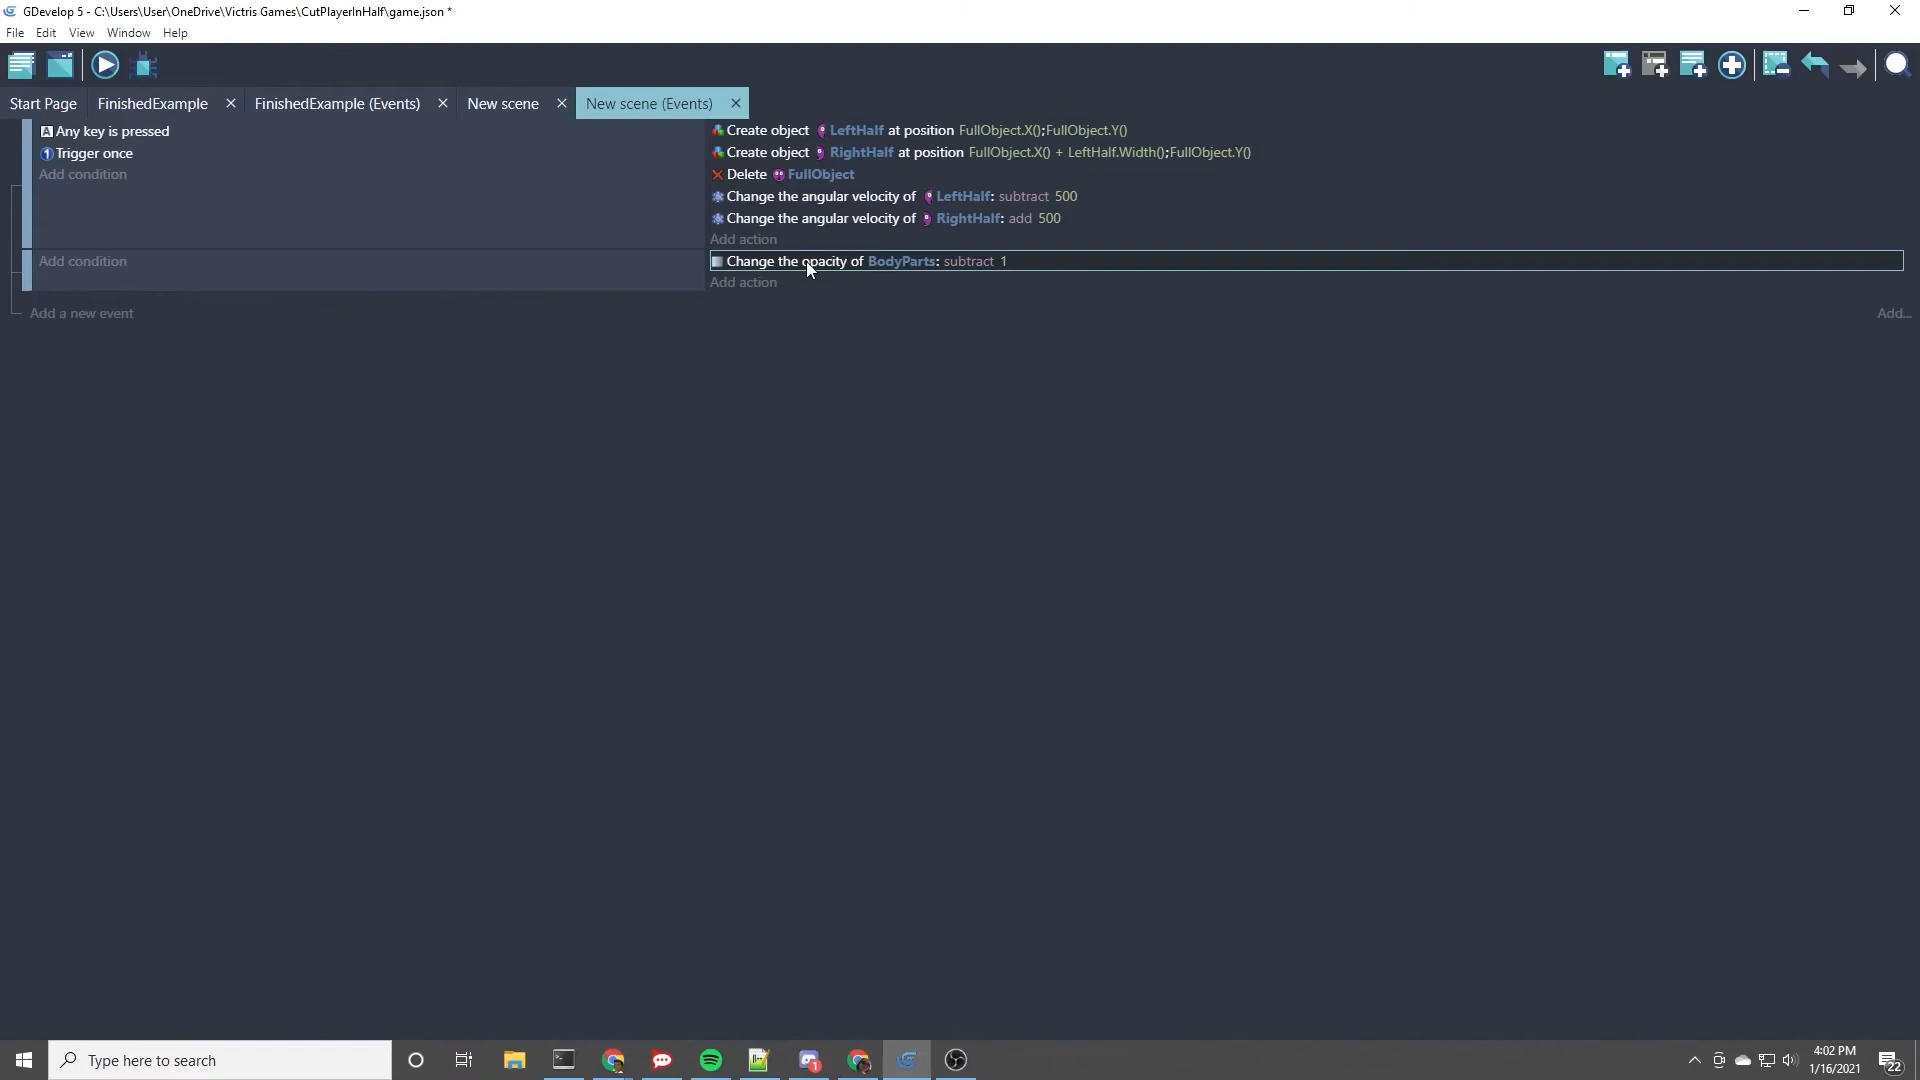 GDevelop 5 - C:\Users\User\OneDrive\Victris Games\CutPlayerInHalf\game.json *
File Edit View Window Help
Start Page FinishedExample FinishedExample (Events) New scene New scene (Events)
Any key is pressed
Trigger once
Add condition
Create object LeftHalf at position FullObject.X();FullObject.Y()
Create object RightHalf at position FullObject.X() + LeftHalf.Width();FullObject.Y()
Delete FullObject
Change the angular velocity of LeftHalf: subtract 500
Change the angular velocity of RightHalf: add 500
Add action
Add condition
Change the opacity of BodyParts: subtract 1
Add action
Add a new event
Add...
Type here to search
1
4:02 PM
1/16/2021
22